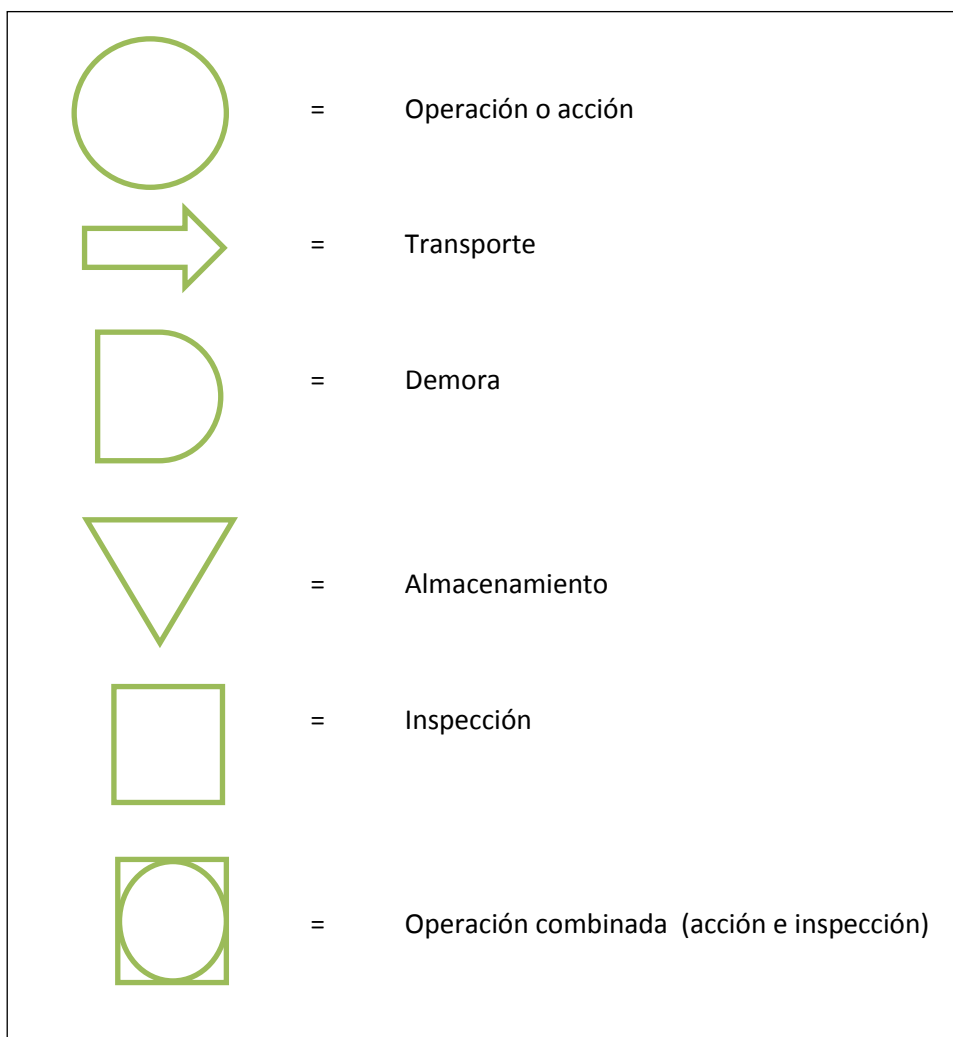 = Operación o acción
= Transporte
= Demora
= Almacenamiento
= Inspección
= Operación combinada (acción e inspección)